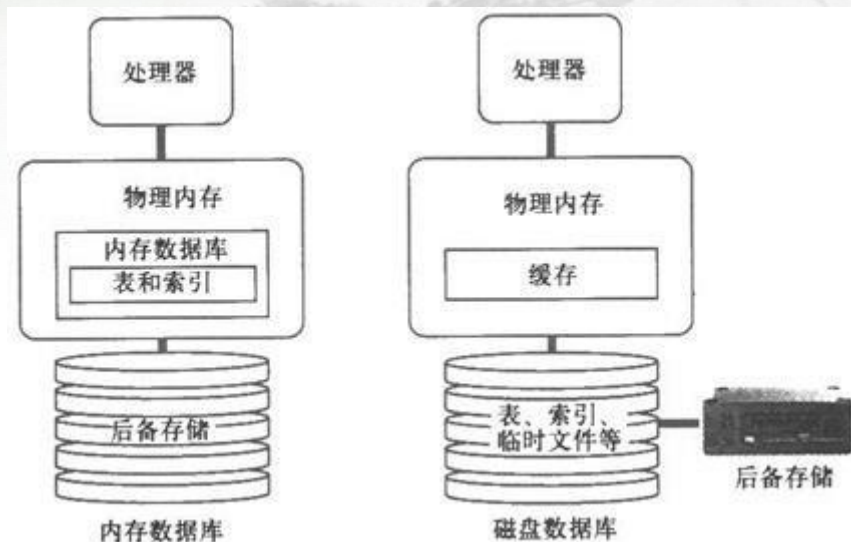 处理器
物理内存
内存数据库
表和索引
后备存储
内存数据库
处理器
物理内存
缓存
表、索引、
临时文件等
后备存储
磁盘数据库